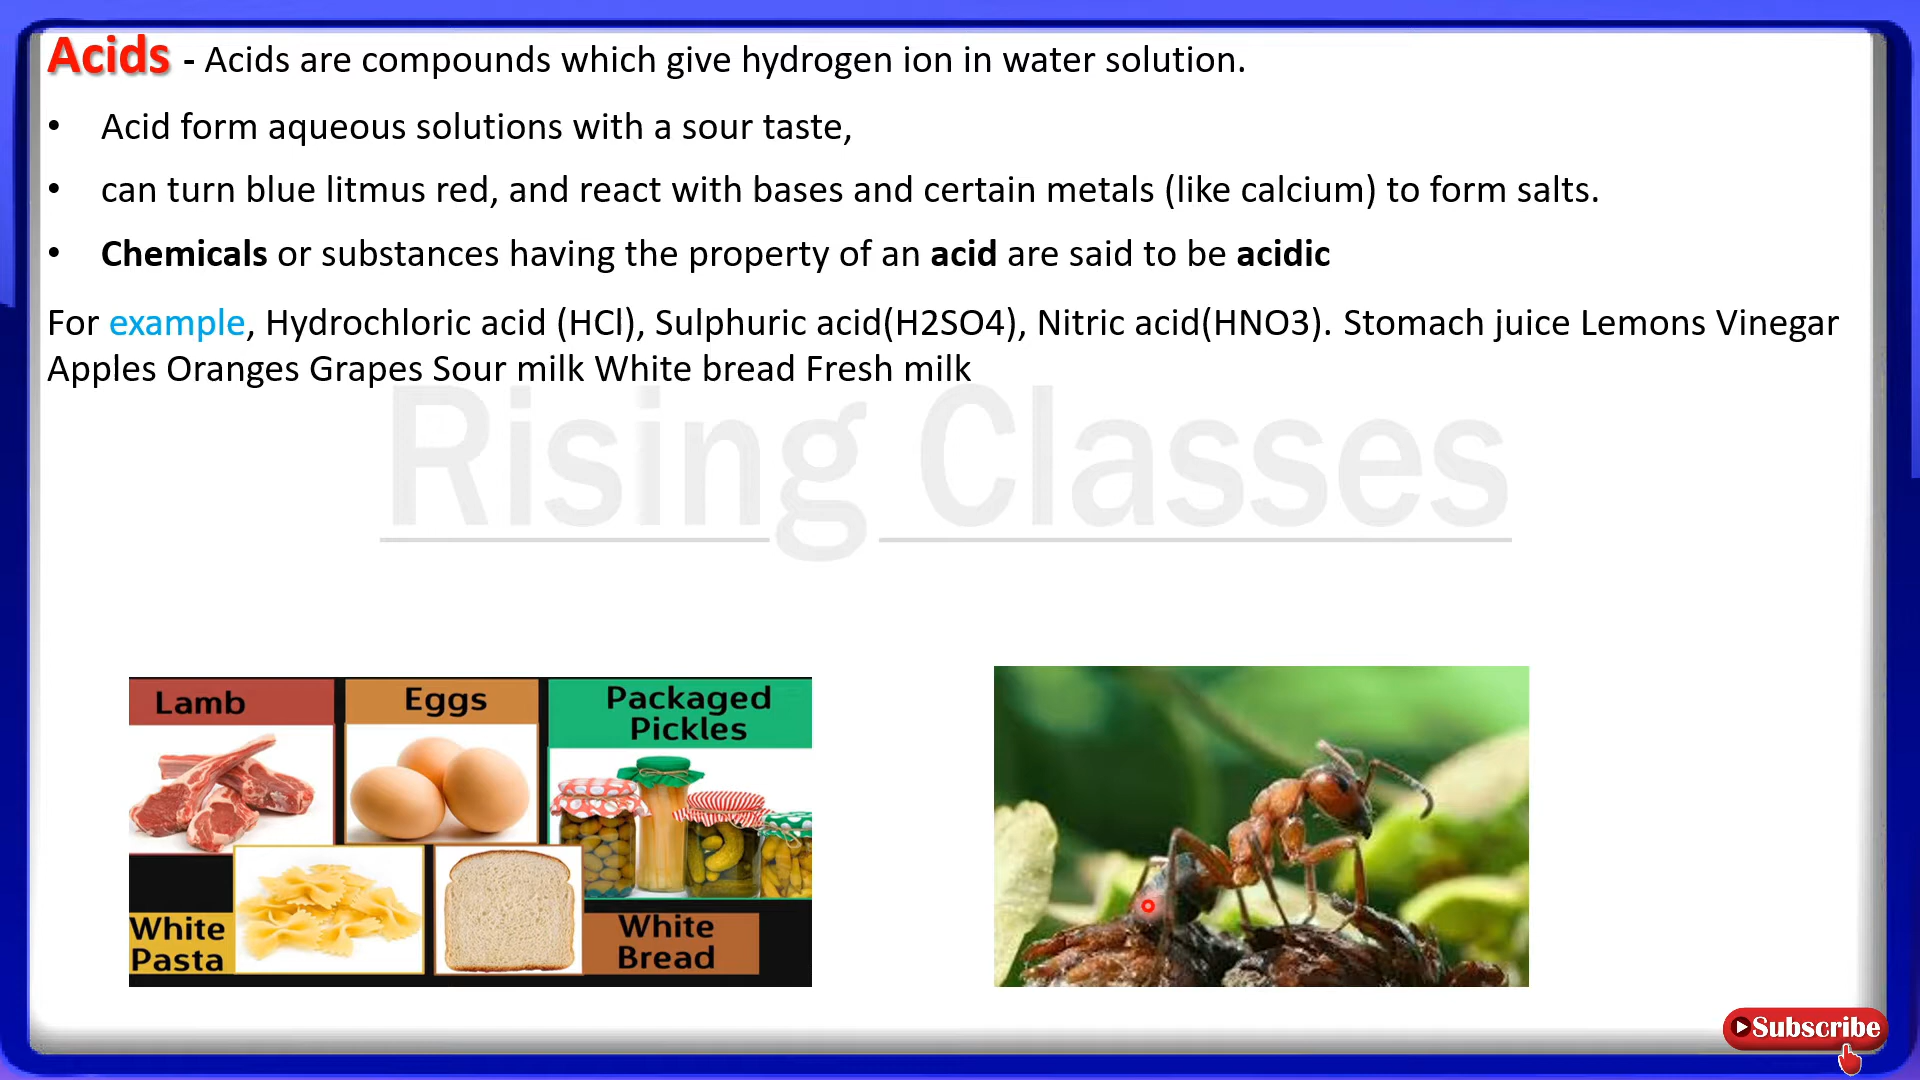 Acids - Acids are compounds which give hydrogen ion in water solution.
• Acid form aqueous solutions with a sour taste,
• can turn blue litmus red, and react with bases and certain metals (like calcium) to form salts.
• Chemicals or substances having the property of an acid are said to be acidic
For example, Hydrochloric acid (HCl), Sulphuric acid(H2SO4), Nitric acid(HNO3). Stomach juice Lemons Vinegar
Apples Oranges Grapes Sour milk White bread Fresh milk
Rising Classes
Lamb
Eggs
Packaged
Pickles
White
Pasta
White
Bread
Subscribe